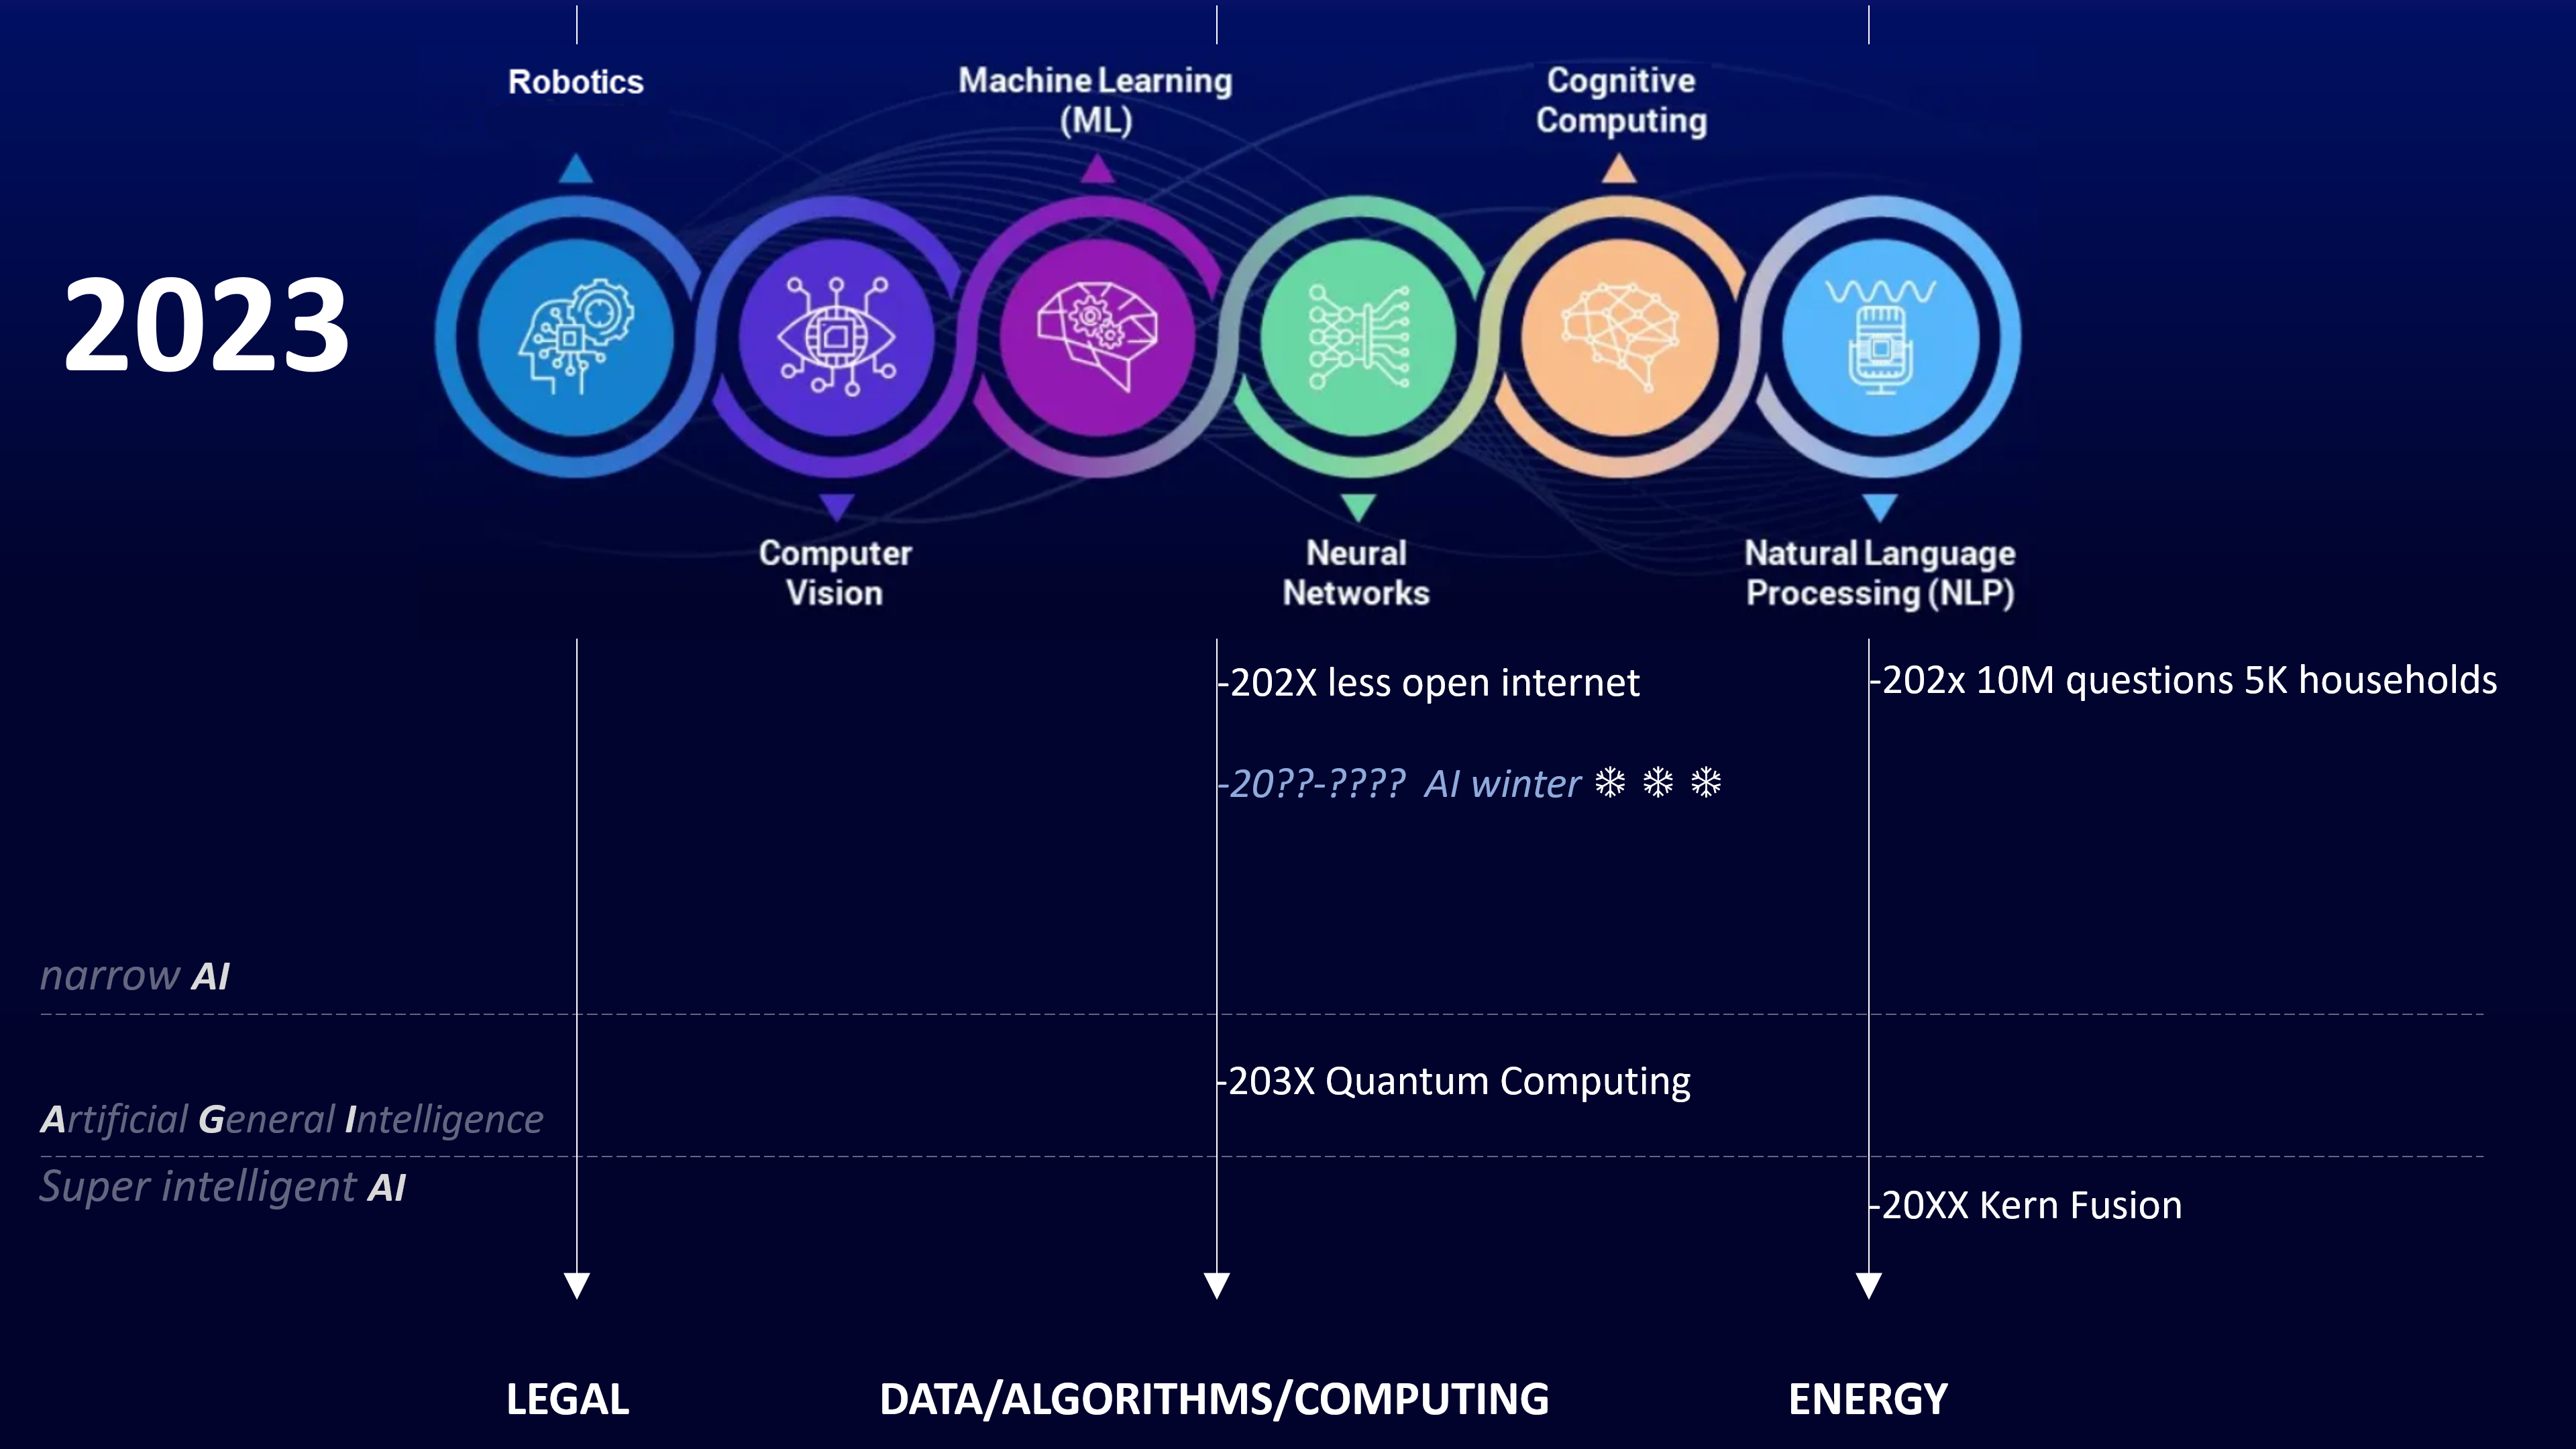 Robotics
Machine Learning
(ML)
Cognitive
Computing
2023
Computer
Vision
Neural
Networks
Natural Language
Processing (NLP)
-202X less open internet
-202x 10M questions 5K households
-20??-???? AI winter ❄ ❄ ❄
narrow AI
-203X Quantum Computing
Artificial General Intelligence
Super intelligent AI
-20XX Kern Fusion
LEGAL
DATA/ALGORITHMS/COMPUTING
ENERGY